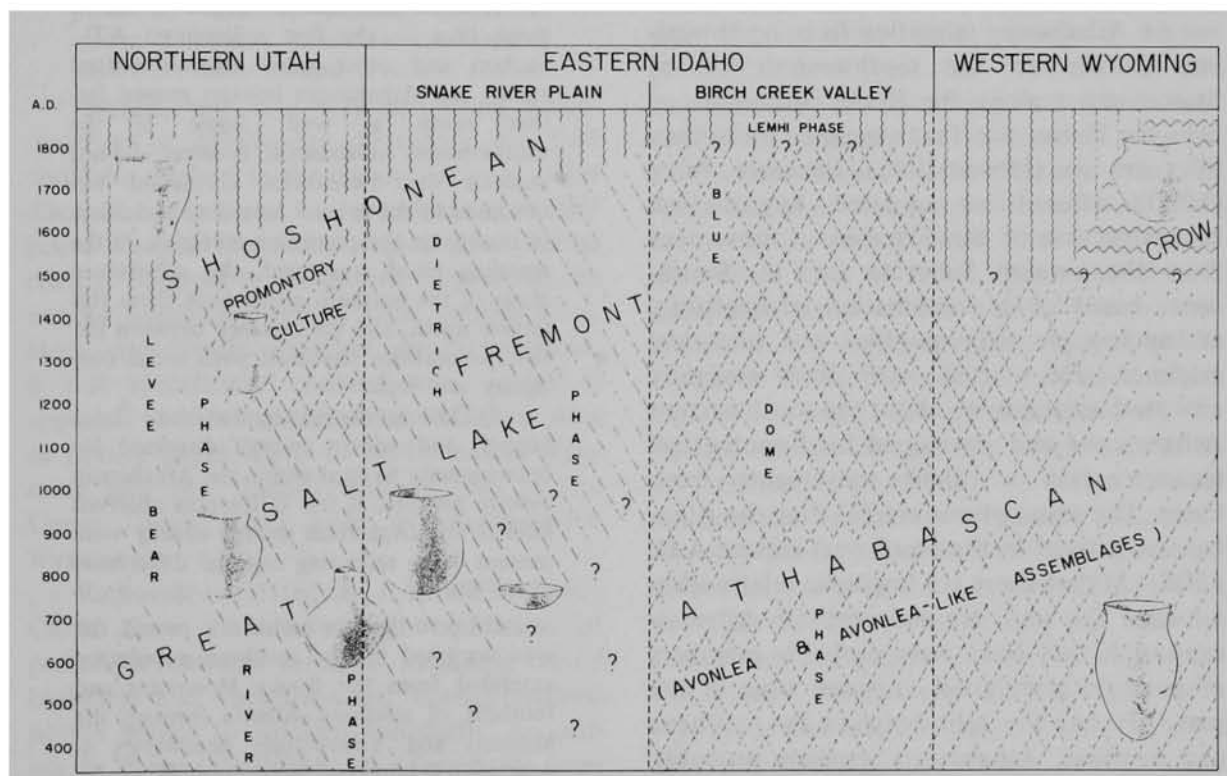 NORTHERN UTAH
EASTERN IDAHO
WESTERN WYOMING
SNAKE RIVER PLAIN
BIRCH CREEK VALLEY
A.D.
LEMHI PHASE
1800
1700
1600
1500
1400
1300
1200
1100
1000
900
800
700
600
500
400
? ? ? ?
SHOSHONEAN
PROMONTORY
CULTURE
CROW
? ? ?
LEVEE
PHASE
DIETRICH
PHASE
BLUE
DOME
PHASE
GREAT SALT LAKE FREMONT
BEAR
RIVER
PHASE
? ?
? ?
?
? ?
? ?
ATHABASCAN
(AVONLEA & AVONLEA-LIKE ASSEMBLAGES)